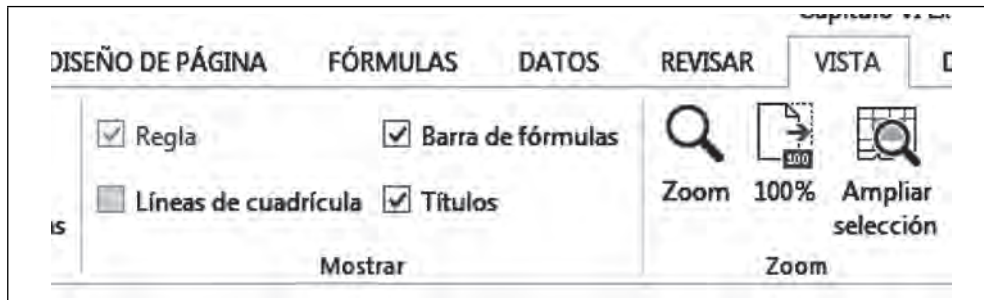 DISEÑO DE PÁGINA FÓRMULAS DATOS REVISAR VISTA
Regla Barra de fórmulas
Líneas de cuadrícula Títulos
Mostrar
Zoom 100% Ampliar selección
100
Zoom